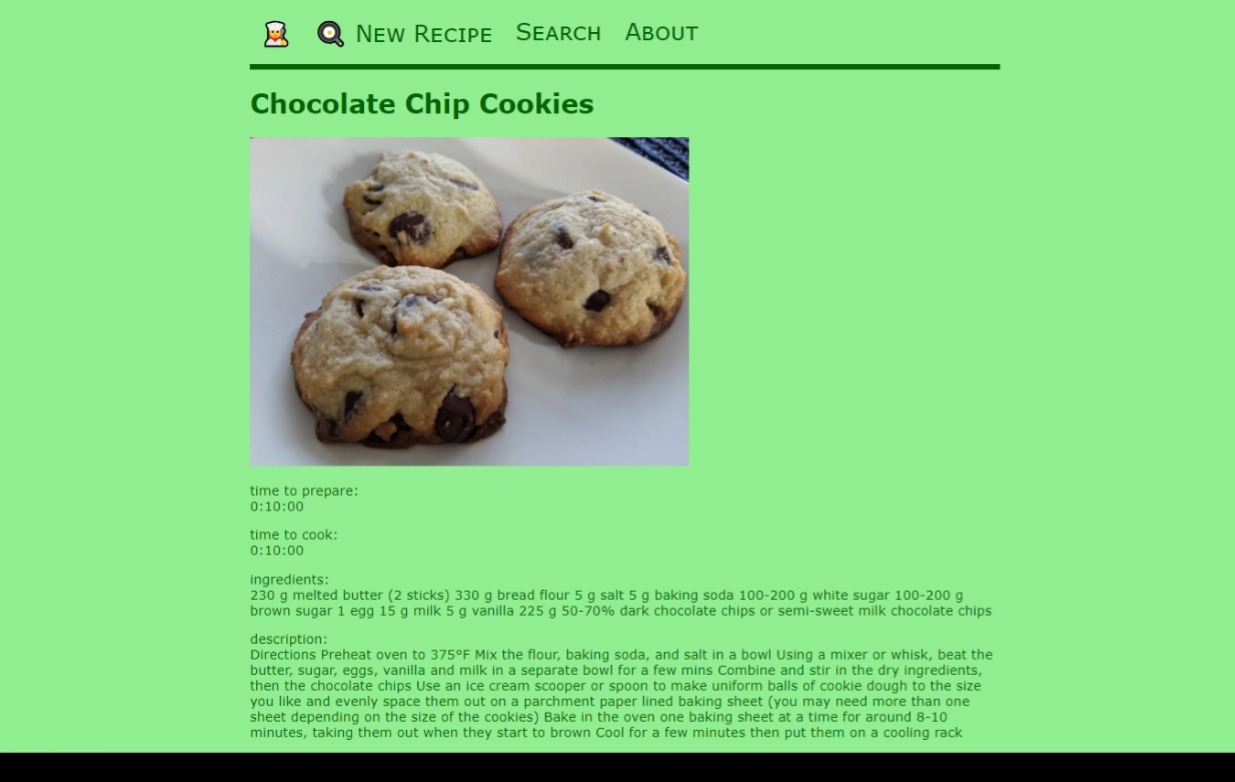 New Recipe Search About
Chocolate Chip Cookies
time to prepare:
0:10:00
time to cook:
0:10:00
ingredients:
230 g melted butter (2 sticks) 330 g bread flour 5 g salt 5 g baking soda 100-200 g white sugar 100-200 g
brown sugar 1 egg 15 g milk 5 g vanilla 225 g 50-70% dark chocolate chips or semi-sweet milk chocolate chips
description:
Directions Preheat oven to 375°F Mix the flour, baking soda, and salt in a bowl Using a mixer or whisk, beat the
butter, sugar, eggs, vanilla and milk in a separate bowl for a few mins Combine and stir in the dry ingredients,
then the chocolate chips Use an ice cream scooper or spoon to make uniform balls of cookie dough to the size
you like and evenly space them out on a parchment paper lined baking sheet (you may need more than one
sheet depending on the size of the cookies) Bake in the oven one baking sheet at a time for around 8-10
minutes, taking them out when they start to brown Cool for a few minutes then put them on a cooling rack